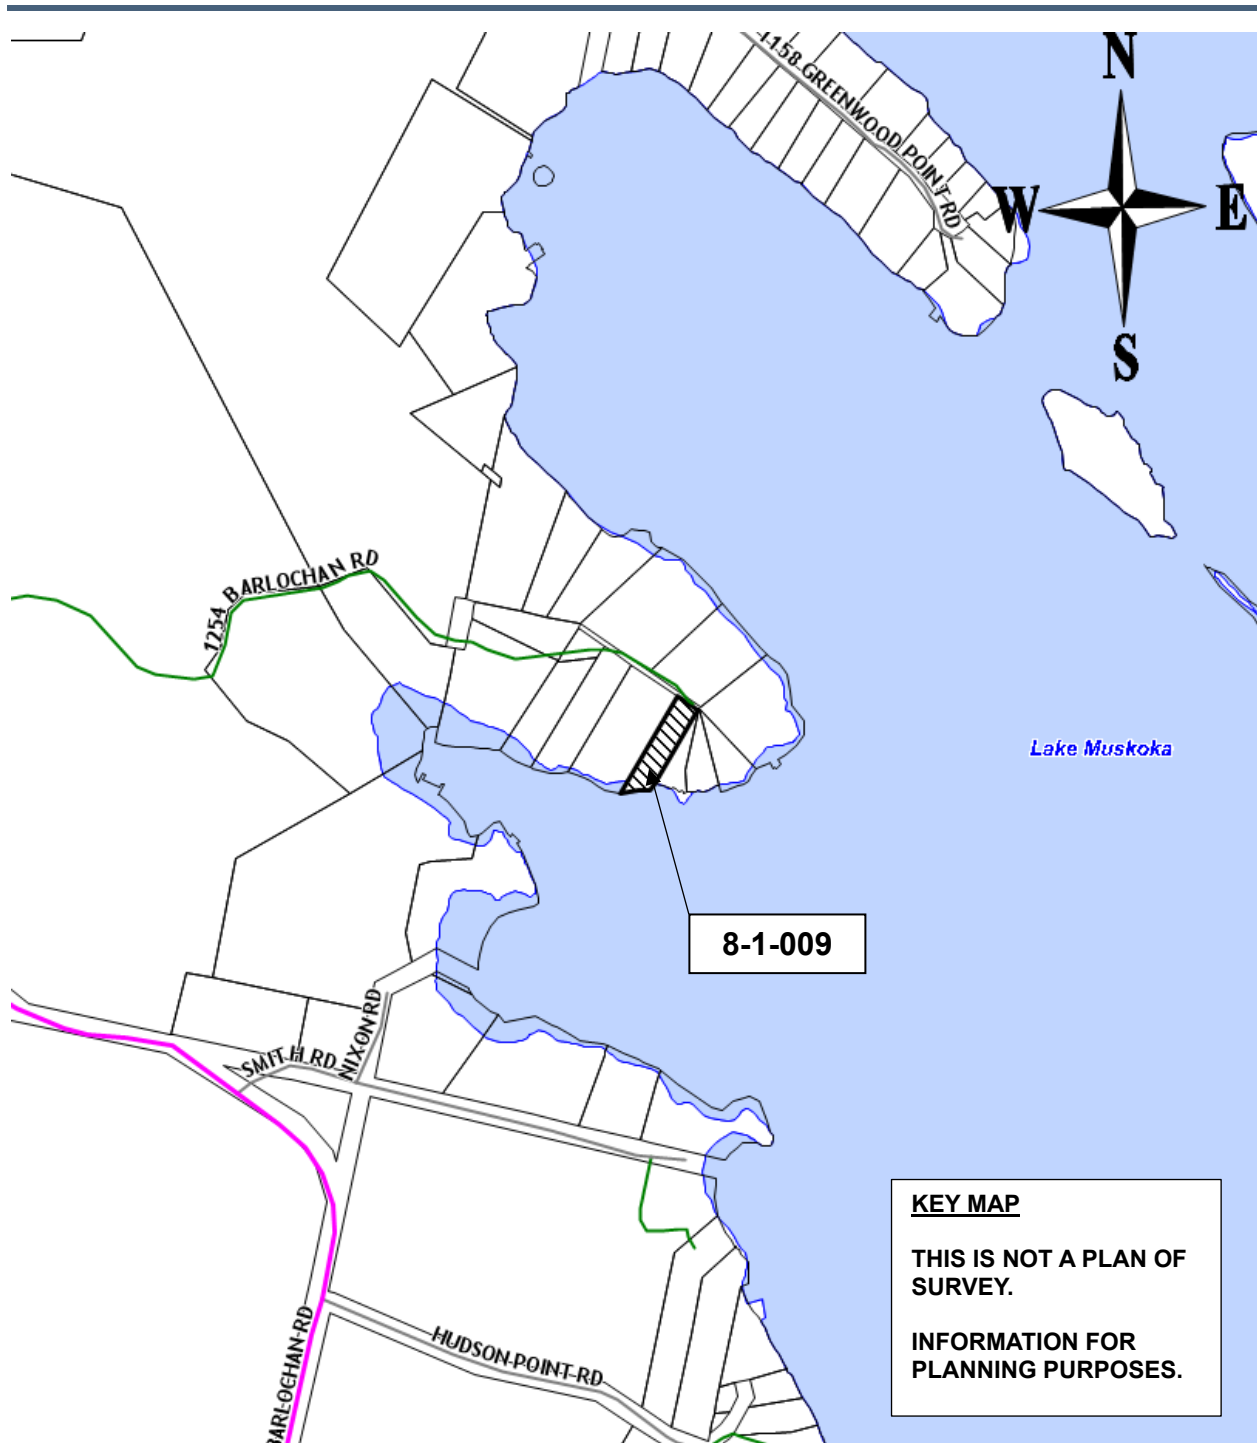 N
1158 GREENWOOD POINT RD
W
E
S
1254 BARLOCHAN RD
Lake Muskoka
8-1-009
NIXON RD
SMITH RD
KEY MAP
THIS IS NOT A PLAN OF
SURVEY.
INFORMATION FOR
PLANNING PURPOSES.
HUDSON POINT RD
BARLOCHAN RD